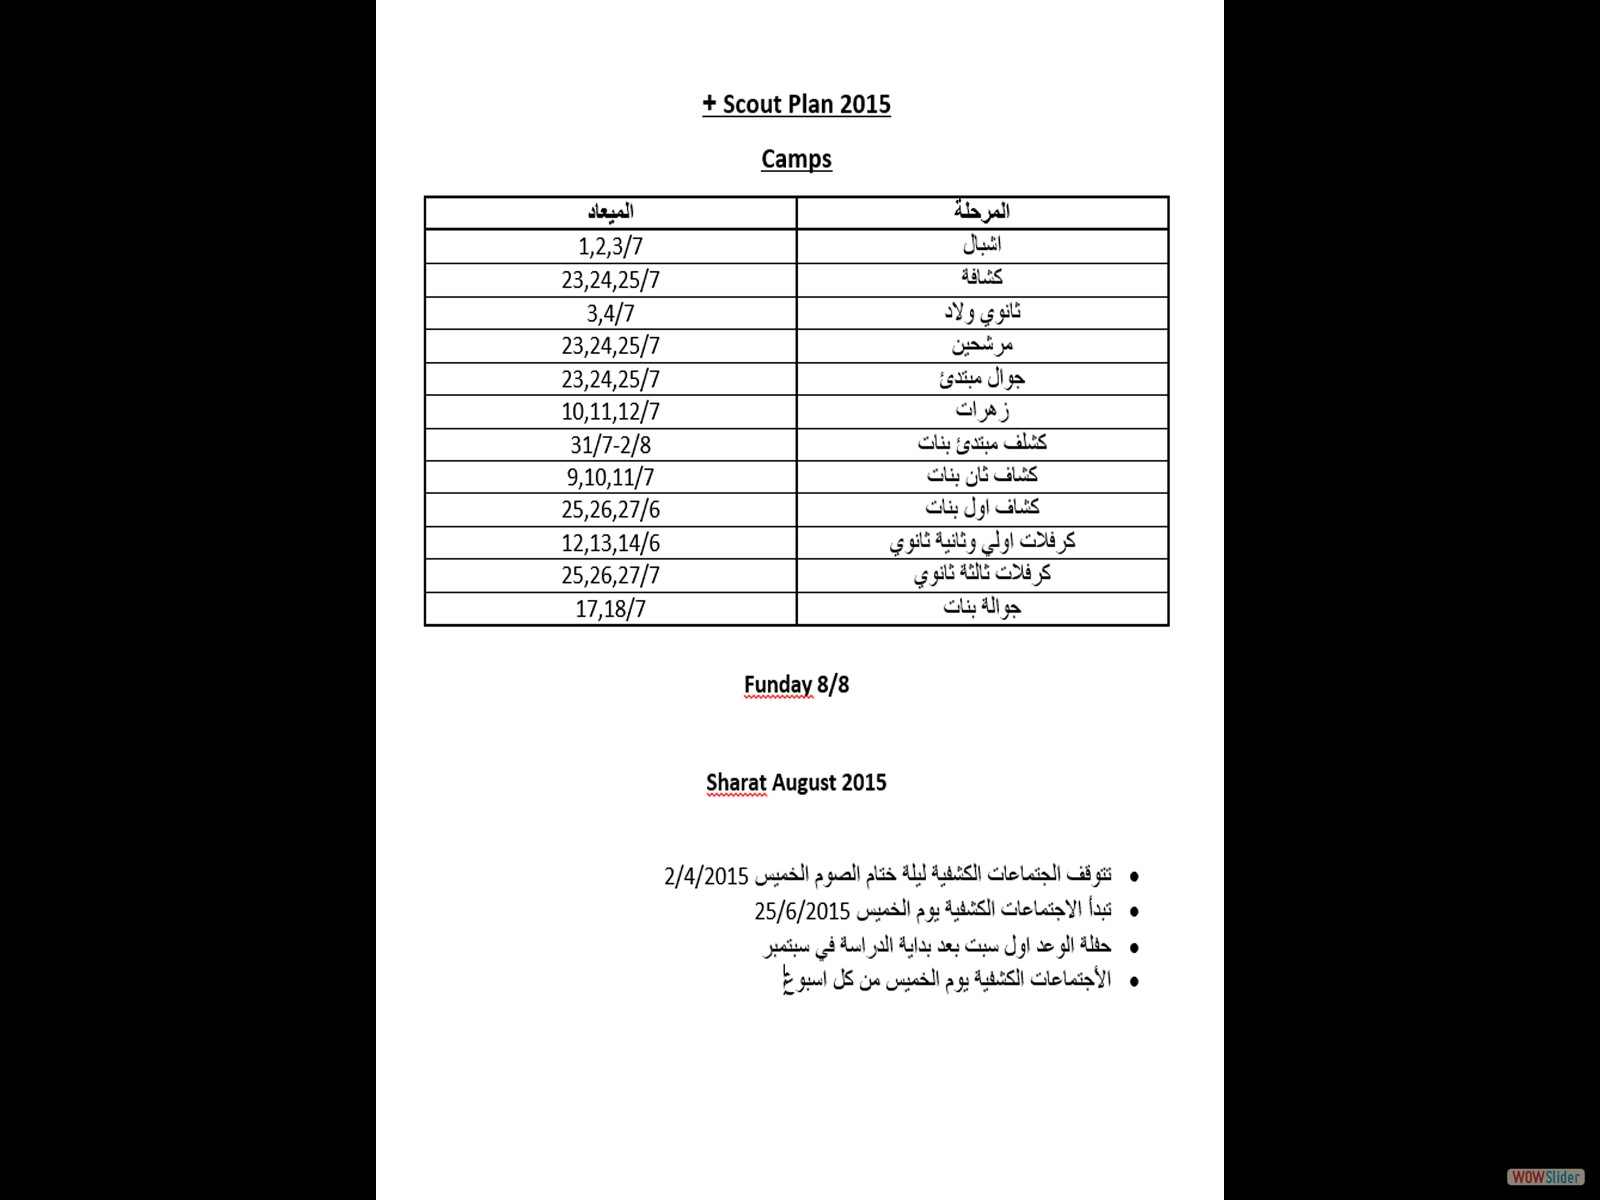 + Scout Plan 2015
Camps
المرحلة الميعاد
اشبال 1,2,3/7
كشافة 23,24,25/7
ثانوي ولاد 3,4/7
مرشحين 23,24,25/7
جوال مبتدئ 23,24,25/7
زهرات 10,11,12/7
كشلف مبتدئ بنات 31/7-2/8
كشاف ثان بنات 9,10,11/7
كشاف اول بنات 25,26,27/6
كرفلات اولي وثانية ثانوي 12,13,14/6
كرفلات ثالثة ثانوي 25,26,27/7
جوالة بنات 17,18/7
Funday 8/8
Sharat August 2015
• تتوقف الجتماعات الكشفية ليلة ختام الصوم الخميس 2/4/2015
• تبدأ الاجتماعات الكشفية يوم الخميس 25/6/2015
• حفلة الوعد اول سبت بعد بداية الدراسة في سبتمبر
• الأجتماعات الكشفية يوم الخميس من كل اسبوع
WOWSlider